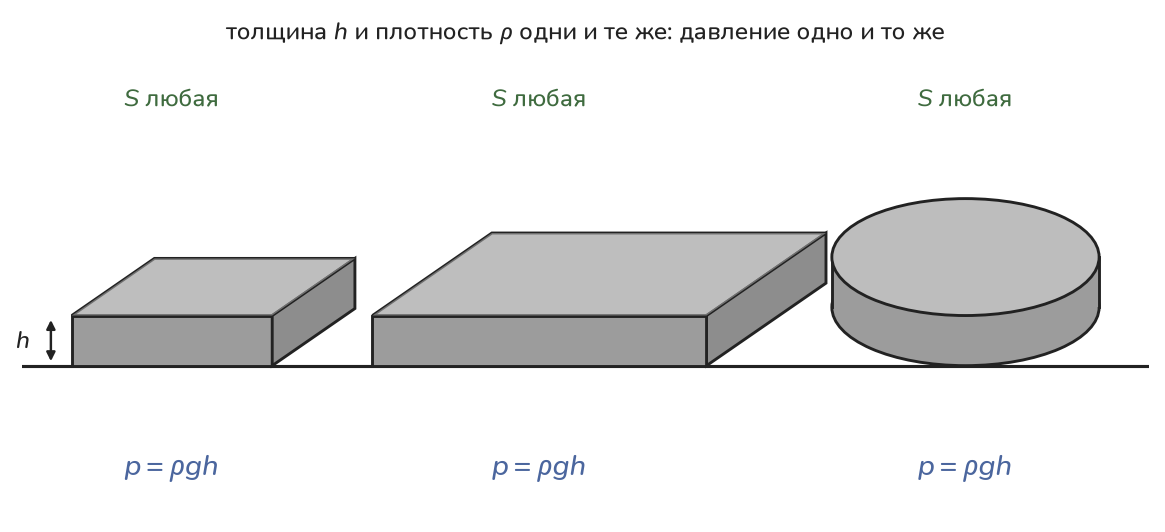 толщина h и плотность ρ одни и те же: давление одно и то же
S любая S любая S любая
h
p = ρgh p = ρgh p = ρgh